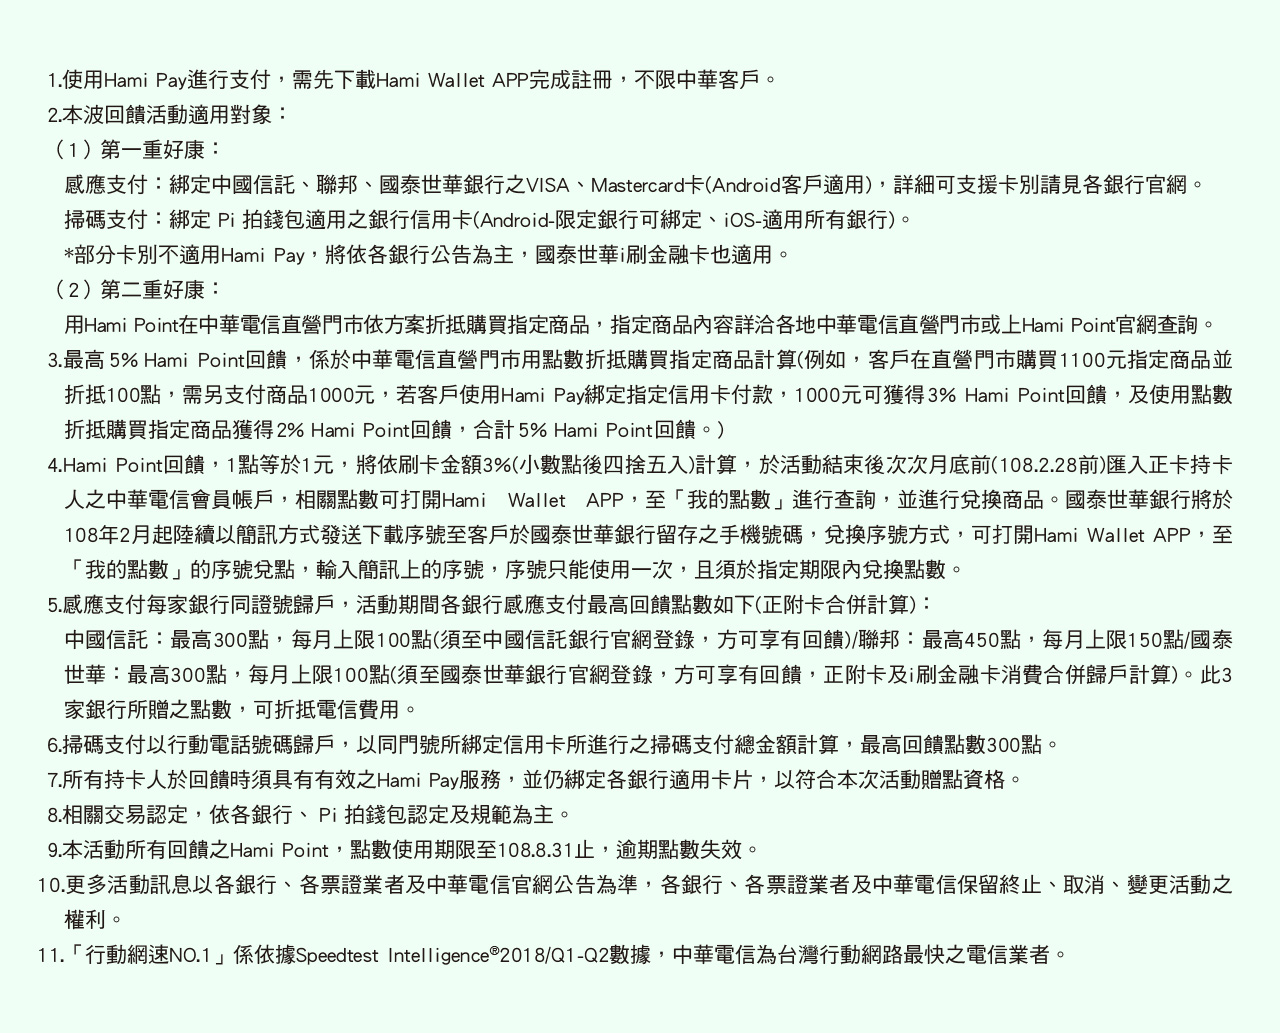 1.使用Hami Pay進行支付，需先下載Hami Wallet APP完成註冊，不限中華客戶。
2.本波回饋活動適用對象：
（1）第一重好康：
感應支付：綁定中國信託、聯邦、國泰世華銀行之VISA、Mastercard卡(Android客戶適用)，詳細可支援卡別請見各銀行官網。
掃碼支付：綁定 Pi 拍錢包適用之銀行信用卡(Android-限定銀行可綁定、iOS-適用所有銀行)。
*部分卡別不適用Hami Pay，將依各銀行公告為主，國泰世華i刷金融卡也適用。
（2）第二重好康：
用Hami Point在中華電信直營門市依方案折抵購買指定商品，指定商品內容詳洽各地中華電信直營門市或上Hami Point官網查詢。
3.最高5% Hami Point回饋，係於中華電信直營門市用點數折抵購買指定商品計算(例如，客戶在直營門市購買1100元指定商品並
折抵100點，需另支付商品1000元，若客戶使用Hami Pay綁定指定信用卡付款，1000元可獲得3% Hami Point回饋，及使用點數
折抵購買指定商品獲得2% Hami Point回饋，合計5% Hami Point回饋。)
4.Hami Point回饋，1點等於1元，將依刷卡金額3%(小數點後四捨五入)計算，於活動結束後次次月底前(108.2.28前)匯入正卡持卡
人之中華電信會員帳戶，相關點數可打開Hami Wallet APP，至「我的點數」進行查詢，並進行兌換商品。國泰世華銀行將於
108年2月起陸續以簡訊方式發送下載序號至客戶於國泰世華銀行留存之手機號碼，兌換序號方式，可打開Hami Wallet APP，至
「我的點數」的序號兌點，輸入簡訊上的序號，序號只能使用一次，且須於指定期限內兌換點數。
5.感應支付每家銀行同證號歸戶，活動期間各銀行感應支付最高回饋點數如下(正附卡合併計算)：
中國信託：最高300點，每月上限100點(須至中國信託銀行官網登錄，方可享有回饋)/聯邦：最高450點，每月上限150點/國泰
世華：最高300點，每月上限100點(須至國泰世華銀行官網登錄，方可享有回饋，正附卡及i刷金融卡消費合併歸戶計算)。此3
家銀行所贈之點數，可折抵電信費用。
6.掃碼支付以行動電話號碼歸戶，以同門號所綁定信用卡所進行之掃碼支付總金額計算，最高回饋點數300點。
7.所有持卡人於回饋時須具有有效之Hami Pay服務，並仍綁定各銀行適用卡片，以符合本次活動贈點資格。
8.相關交易認定，依各銀行、 Pi 拍錢包認定及規範為主。
9.本活動所有回饋之Hami Point，點數使用期限至108.8.31止，逾期點數失效。
10.更多活動訊息以各銀行、各票證業者及中華電信官網公告為準，各銀行、各票證業者及中華電信保留終止、取消、變更活動之
權利。
11.「行動網速NO.1」係依據Speedtest Intelligence®2018/Q1-Q2數據，中華電信為台灣行動網路最快之電信業者。